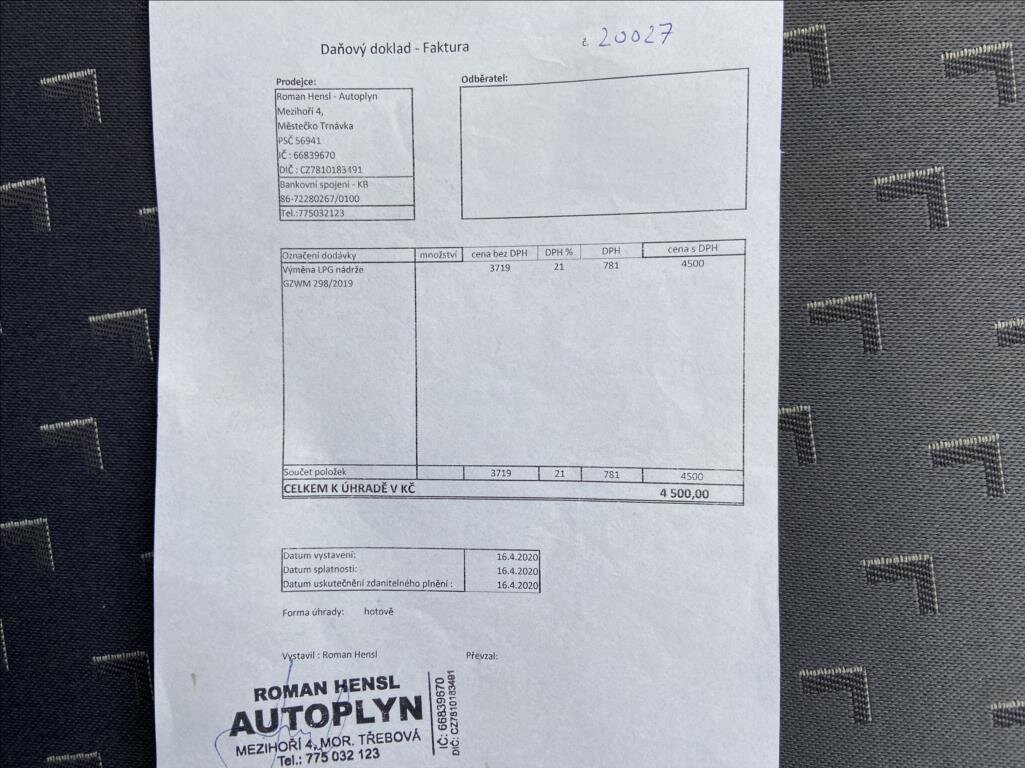 Daňový doklad - Faktura
č. 20027
Prodejce:
Odběratel:
Roman Hensl - Autoplyn
Mezihoří 4,
Městečko Trnávka
PSČ 56941
IČ : 66839670
DIČ : CZ7810183491
Bankovní spojení - KB
86-72280267/0100
Tel.:775032123
Označení dodávky množství cena bez DPH DPH % DPH cena s DPH
Výměna LPG nádrže 3719 21 781 4500
GZWM 298/2019
Součet položek 3719 21 781 4500
CELKEM K ÚHRADĚ V KČ 4 500,00
Datum vystavení: 16.4.2020
Datum splatnosti: 16.4.2020
Datum uskutečnění zdanitelného plnění : 16.4.2020
Forma úhrady: hotově
Vystavil : Roman Hensl Převzal:
ROMAN HENSL
AUTOPLYN
MEZIHOŘÍ 4, MOR. TŘEBOVÁ
Tel.: 775 032 123
IČ: 66839670
DIČ: CZ7810183491